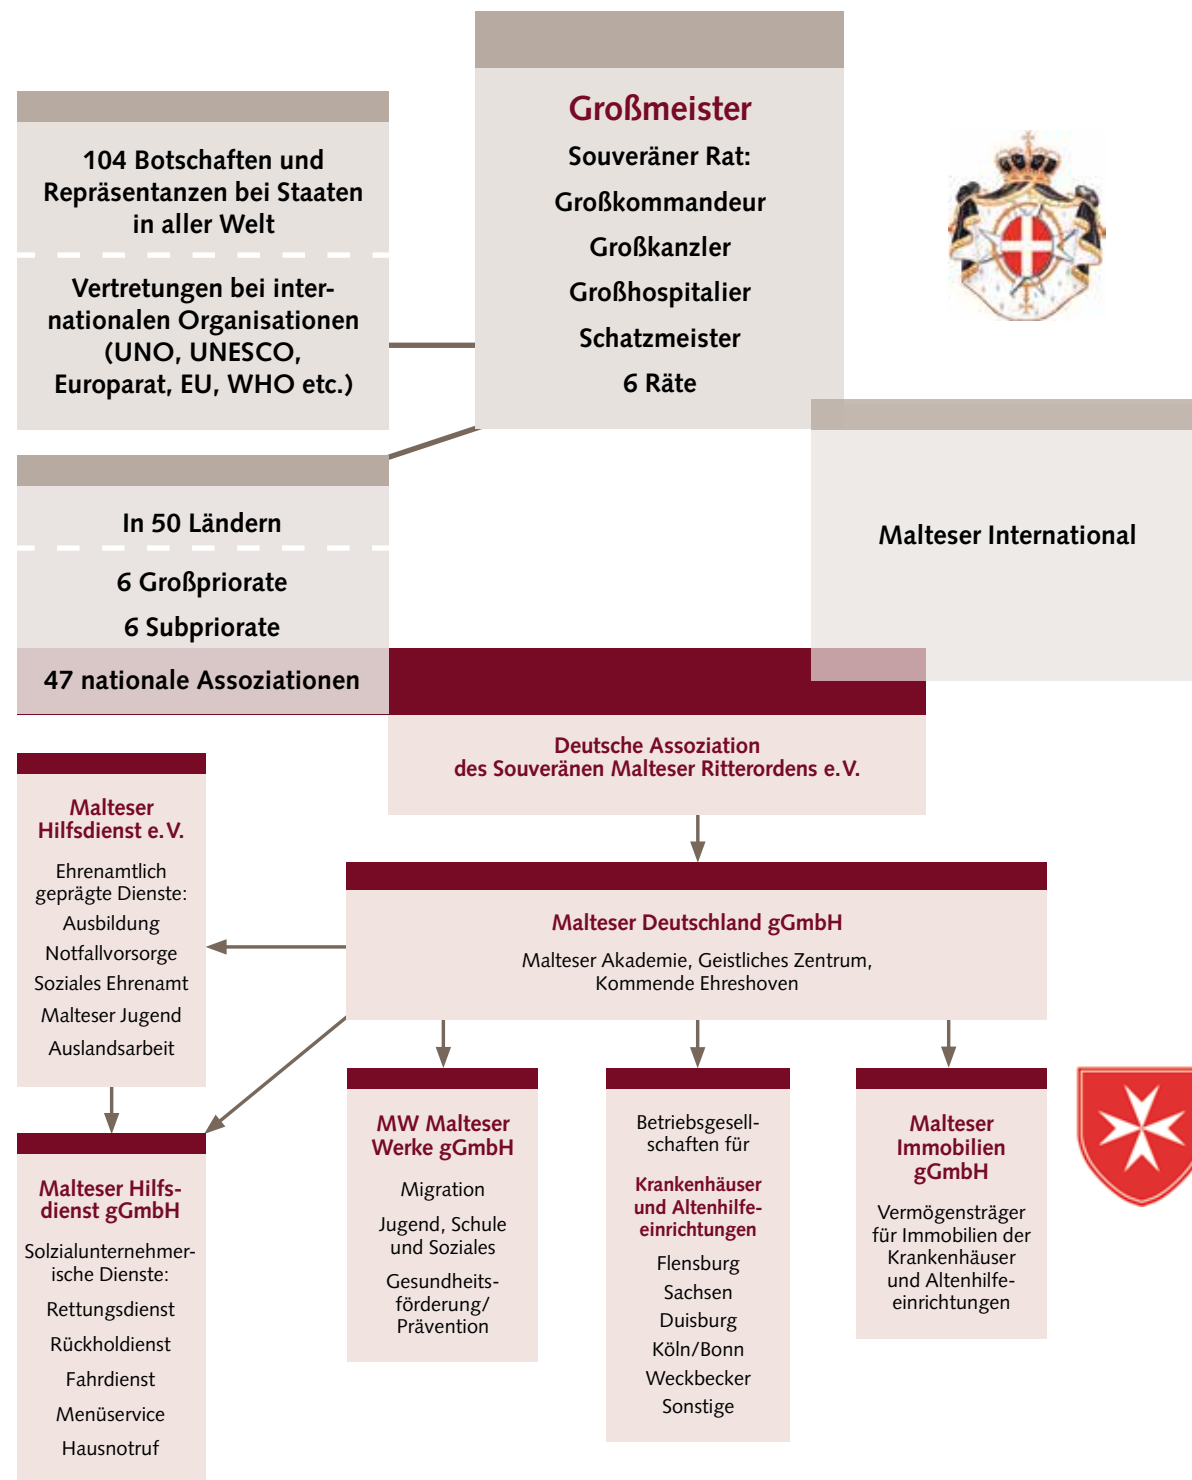 Großmeister
Souveräner Rat:
Großkommandeur
Großkanzler
Großhospitalier
Schatzmeister
6 Räte
104 Botschaften und
Repräsentanzen bei Staaten
in aller Welt
Vertretungen bei inter-
nationalen Organisationen
(UNO, UNESCO,
Europarat, EU, WHO etc.)
In 50 Ländern
6 Großpriorate
6 Subpriorate
47 nationale Assoziationen
Malteser International
Deutsche Assoziation
des Souveränen Malteser Ritterordens e.V.
Malteser
Hilfsdienst e.V.
Ehrenamtlich
geprägte Dienste:
Ausbildung
Notfallvorsorge
Soziales Ehrenamt
Malteser Jugend
Auslandsarbeit
Malteser Deutschland gGmbH
Malteser Akademie, Geistliches Zentrum,
Kommende Ehreshoven
Malteser Hilfs-
dienst gGmbH
Solzialunternehmer-
ische Dienste:
Rettungsdienst
Rückholdienst
Fahrdienst
Menüservice
Hausnotruf
MW Malteser
Werke gGmbH
Migration
Jugend, Schule
und Soziales
Gesundheits-
förderung/
Prävention
Betriebsgesell-
schaften für
Krankenhäuser
und Altenhilfe-
einrichtungen
Flensburg
Sachsen
Duisburg
Köln/Bonn
Weckbecker
Sonstige
Malteser
Immobilien
gGmbH
Vermögensträger
für Immobilien der
Krankenhäuser
und Altenhilfe-
einrichtungen